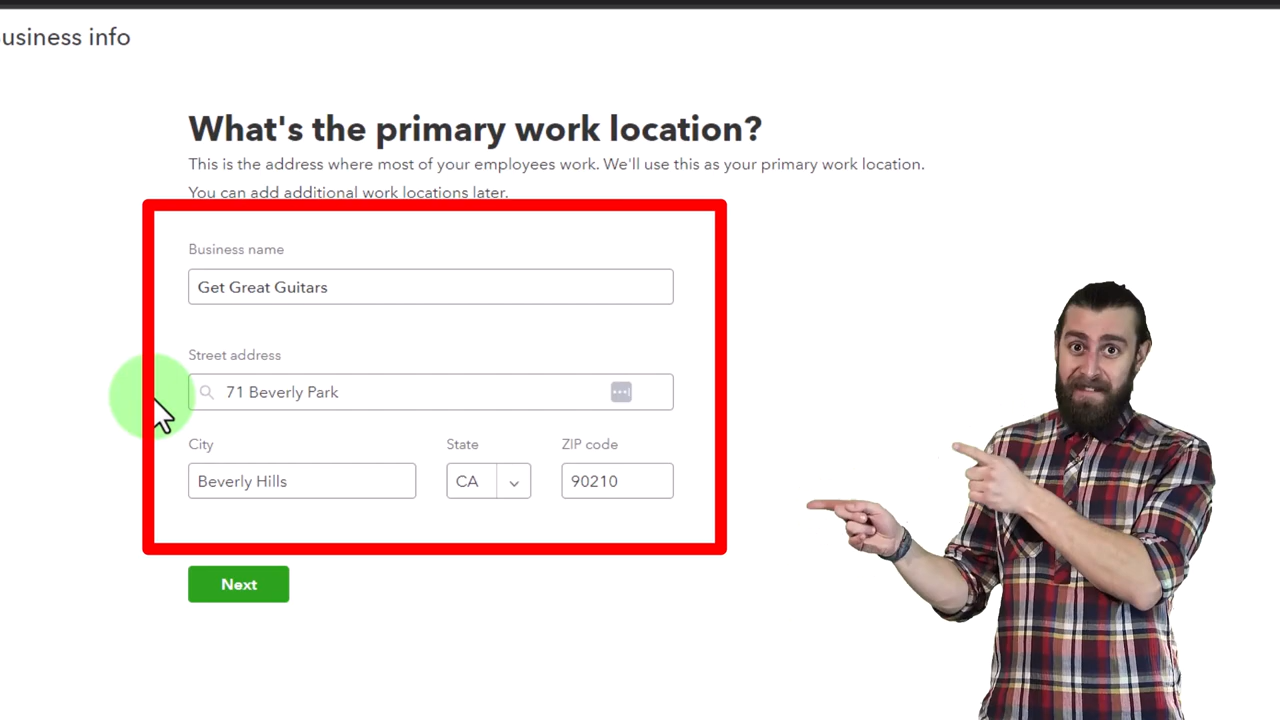 usiness info
What's the primary work location?
This is the address where most of your employees work. We'll use this as your primary work location.
You can add additional work locations later.
Business name
Get Great Guitars
Street address
71 Beverly Park
City State ZIP code
Beverly Hills CA 90210
Next